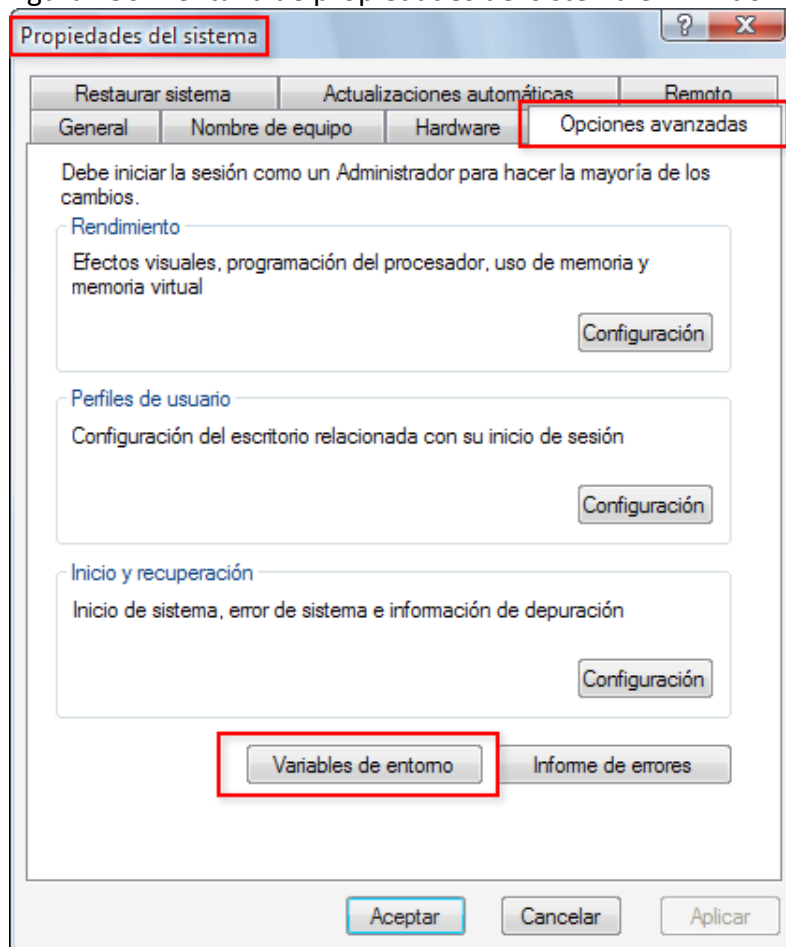 Propiedades del sistema
Restaurar sistema Actualizaciones automáticas Remoto
General Nombre de equipo Hardware Opciones avanzadas
Debe iniciar la sesión como un Administrador para hacer la mayoría de los
cambios.
Rendimiento
Efectos visuales, programación del procesador, uso de memoria y
memoria virtual
Configuración
Perfiles de usuario
Configuración del escritorio relacionada con su inicio de sesión
Configuración
Inicio y recuperación
Inicio de sistema, error de sistema e información de depuración
Configuración
Variables de entorno Informe de errores
Aceptar Cancelar Aplicar